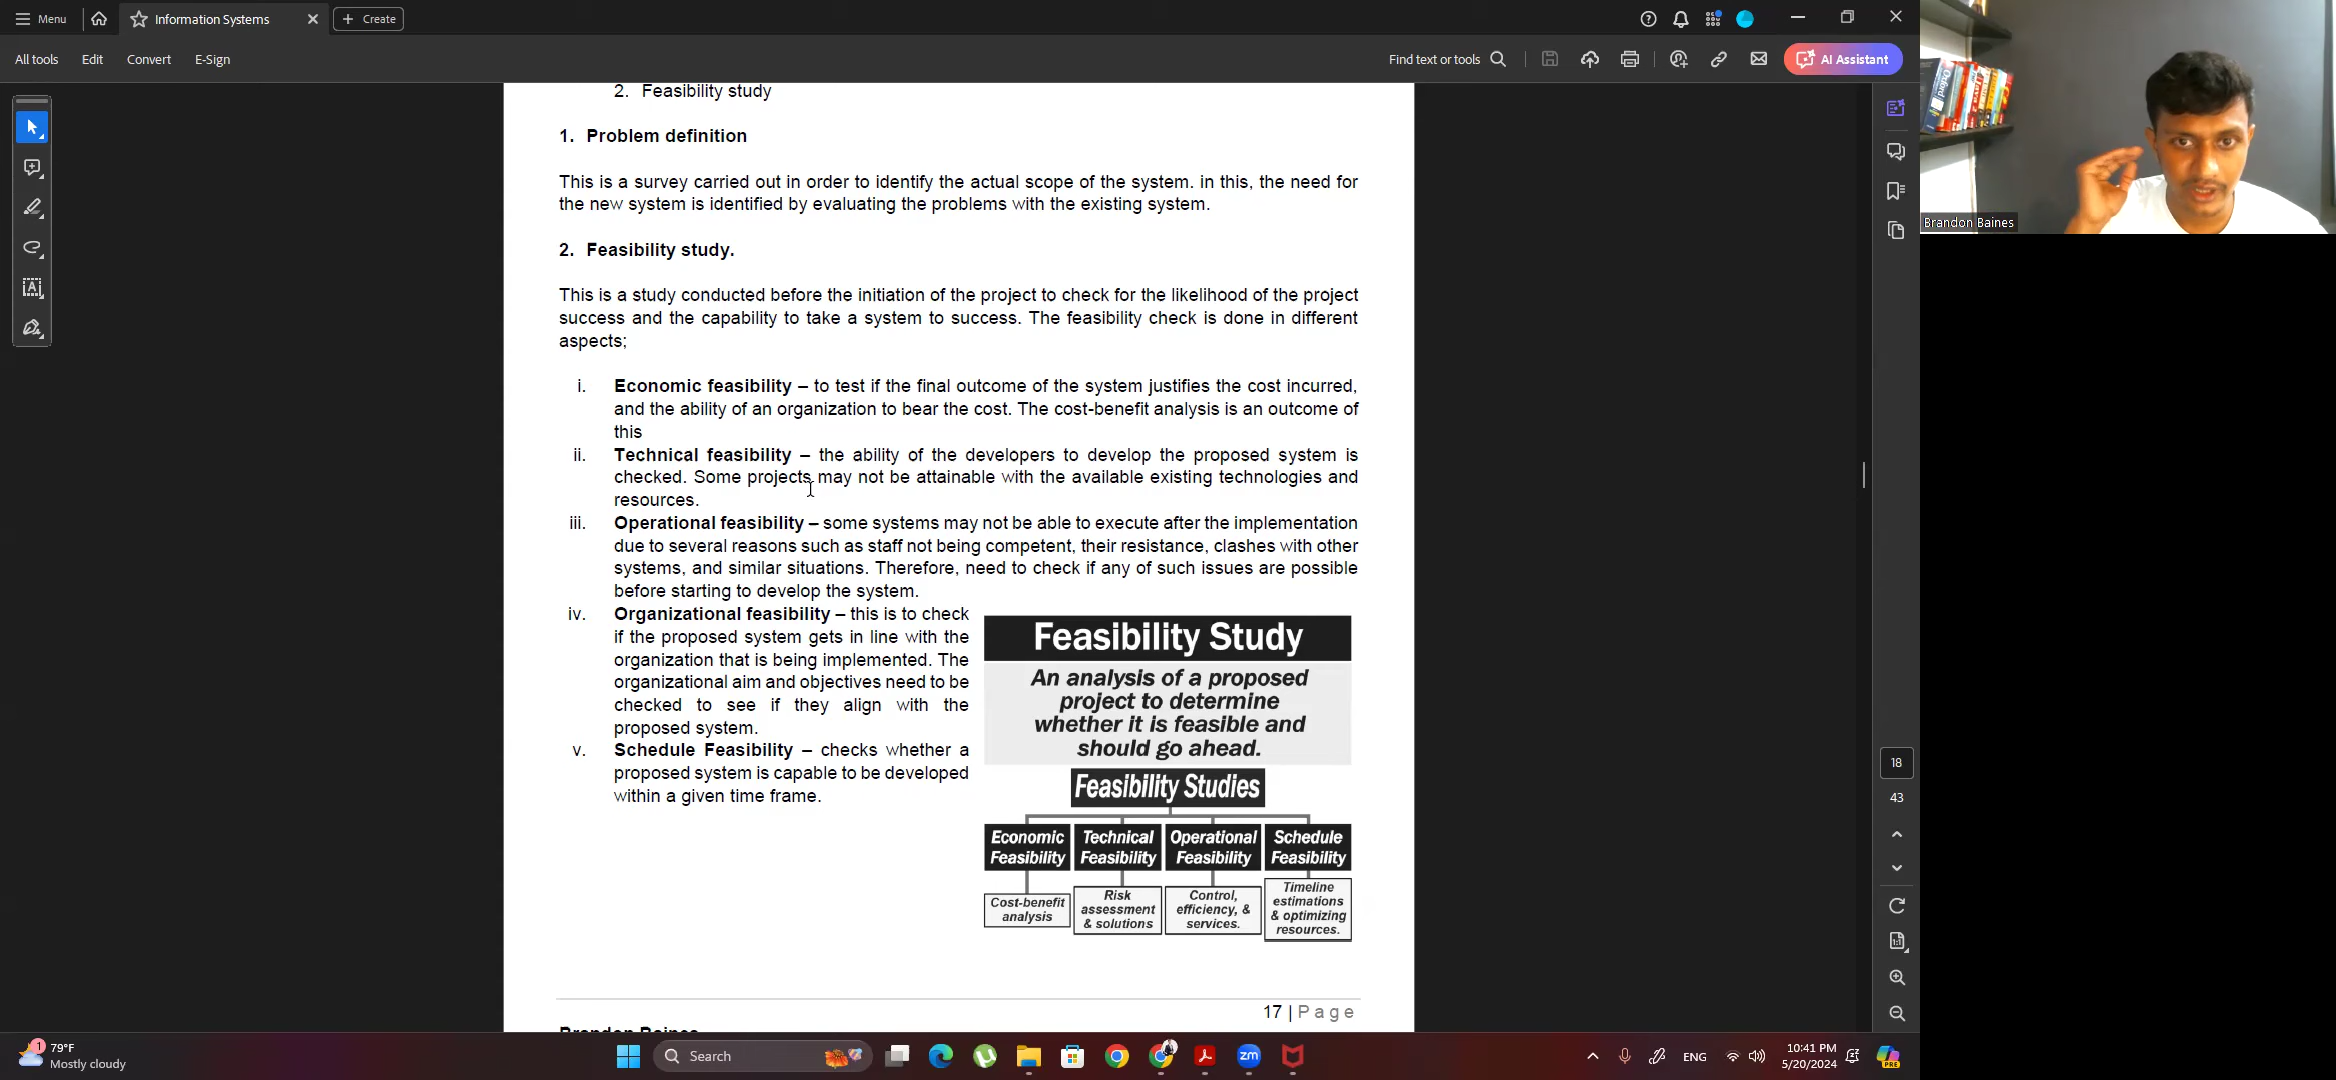 Menu
Information Systems
Create
All tools
Edit
Convert
E-Sign
Find text or tools
AI Assistant
2. Feasibility study
1. Problem definition
This is a survey carried out in order to identify the actual scope of the system. in this, the need for
the new system is identified by evaluating the problems with the existing system.
2. Feasibility study.
This is a study conducted before the initiation of the project to check for the likelihood of the project
success and the capability to take a system to success. The feasibility check is done in different
aspects;
i. Economic feasibility – to test if the final outcome of the system justifies the cost incurred,
and the ability of an organization to bear the cost. The cost-benefit analysis is an outcome of
this
ii. Technical feasibility – the ability of the developers to develop the proposed system is
checked. Some projects may not be attainable with the available existing technologies and
resources.
iii. Operational feasibility – some systems may not be able to execute after the implementation
due to several reasons such as staff not being competent, their resistance, clashes with other
systems, and similar situations. Therefore, need to check if any of such issues are possible
before starting to develop the system.
iv. Organizational feasibility – this is to check
if the proposed system gets in line with the
organization that is being implemented. The
organizational aim and objectives need to be
checked to see if they align with the
proposed system.
v. Schedule Feasibility – checks whether a
proposed system is capable to be developed
within a given time frame.
Feasibility Study
An analysis of a proposed
project to determine
whether it is feasible and
should go ahead.
Feasibility Studies
Economic
Feasibility
Technical
Feasibility
Operational
Feasibility
Schedule
Feasibility
Cost-benefit
analysis
Risk
assessment
& solutions
Control,
efficiency, &
services.
Timeline
estimations
& optimizing
resources.
17 | Page
Brandon Baines
18
43
Brandon Baines
1
79°F
Mostly cloudy
Search
zm
ENG
10:41 PM
5/20/2024
PRE